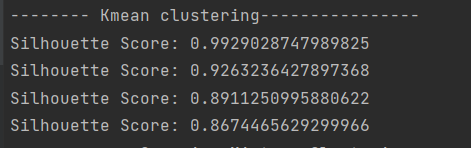 -------- Kmean clustering----------------
Silhouette Score: 0.9929028747989825
Silhouette Score: 0.9263236427897368
Silhouette Score: 0.8911250995880622
Silhouette Score: 0.8674465629299966